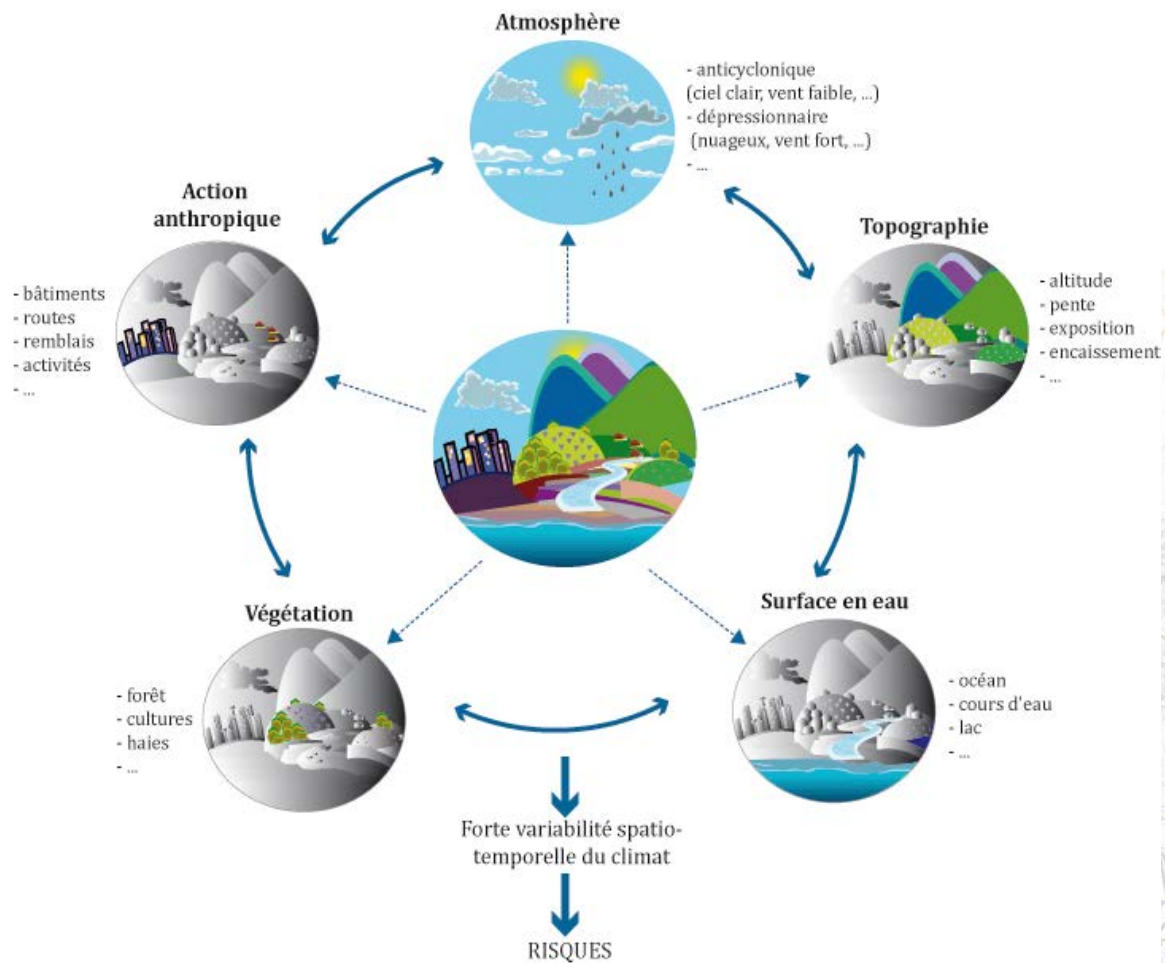 Atmosphère
- anticyclonique
(ciel clair, vent faible, ...)
- dépressionnaire
(nuageux, vent fort, ...)
- ...
Action
anthropique
- bâtiments
- routes
- remblais
- activités
- ...
Topographie
- altitude
- pente
- exposition
- encaissement
- ...
Végétation
- forêt
- cultures
- haies
- ...
Surface en eau
- océan
- cours d'eau
- lac
- ...
Forte variabilité spatio-
temporelle du climat
RISQUES